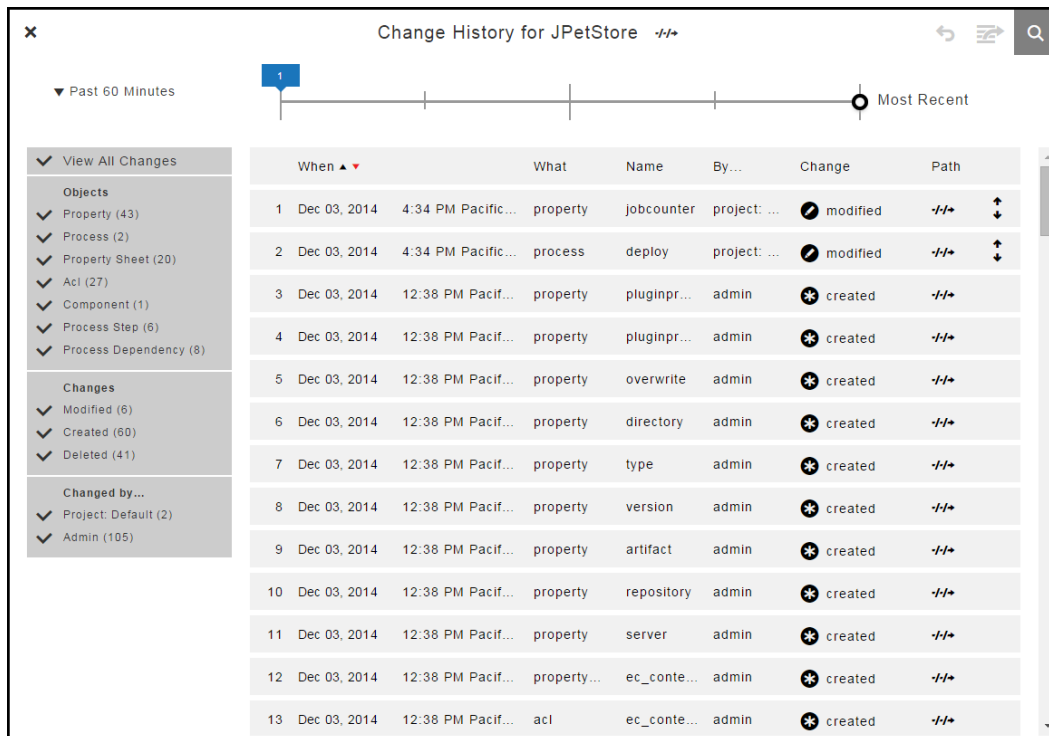 Change History for JPetStore
Past 60 Minutes
1
Most Recent
View All Changes
Objects
Property (43)
Process (2)
Property Sheet (20)
Acl (27)
Component (1)
Process Step (6)
Process Dependency (8)
Changes
Modified (6)
Created (60)
Deleted (41)
Changed by...
Project: Default (2)
Admin (105)
When What Name By... Change Path
1 Dec 03, 2014 4:34 PM Pacific... property jobcounter project: ... modified
2 Dec 03, 2014 4:34 PM Pacific... process deploy project: ... modified
3 Dec 03, 2014 12:38 PM Pacif... property pluginpr... admin created
4 Dec 03, 2014 12:38 PM Pacif... property pluginpr... admin created
5 Dec 03, 2014 12:38 PM Pacif... property overwrite admin created
6 Dec 03, 2014 12:38 PM Pacif... property directory admin created
7 Dec 03, 2014 12:38 PM Pacif... property type admin created
8 Dec 03, 2014 12:38 PM Pacif... property version admin created
9 Dec 03, 2014 12:38 PM Pacif... property artifact admin created
10 Dec 03, 2014 12:38 PM Pacif... property repository admin created
11 Dec 03, 2014 12:38 PM Pacif... property server admin created
12 Dec 03, 2014 12:38 PM Pacif... property... ec_conte... admin created
13 Dec 03, 2014 12:38 PM Pacif... acl ec_conte... admin created